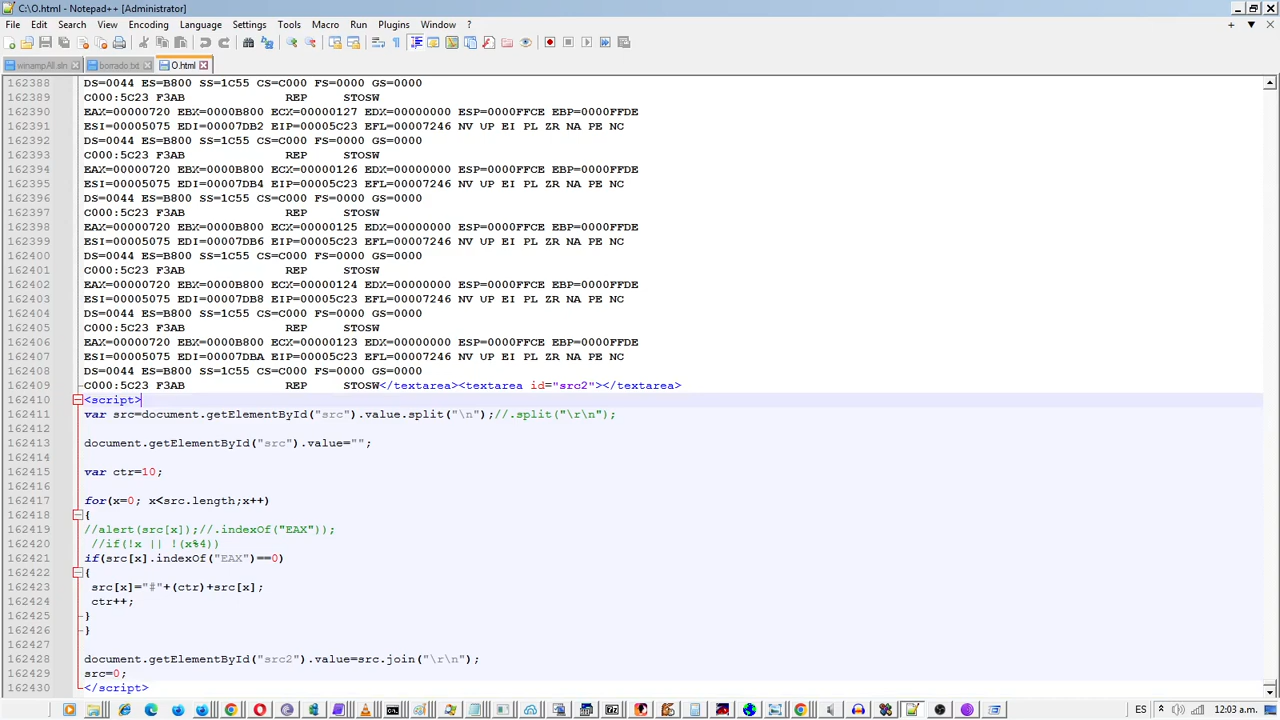 C:\O.html - Notepad++ [Administrator]
File Edit Search View Encoding Language Settings Tools Macro Run Plugins Window ?
winampAll.sln borrado.txt O.html
162388 DS=0044 ES=B800 SS=1C55 CS=C000 FS=0000 GS=0000
162389 C000:5C23 F3AB REP STOSW
162390 EAX=00000720 EBX=0000B800 ECX=00000127 EDX=00000000 ESP=0000FFCE EBP=0000FFDE
162391 ESI=00005075 EDI=00007DB2 EIP=00005C23 EFL=00007246 NV UP EI PL ZR NA PE NC
162392 DS=0044 ES=B800 SS=1C55 CS=C000 FS=0000 GS=0000
162393 C000:5C23 F3AB REP STOSW
162394 EAX=00000720 EBX=0000B800 ECX=00000126 EDX=00000000 ESP=0000FFCE EBP=0000FFDE
162395 ESI=00005075 EDI=00007DB4 EIP=00005C23 EFL=00007246 NV UP EI PL ZR NA PE NC
162396 DS=0044 ES=B800 SS=1C55 CS=C000 FS=0000 GS=0000
162397 C000:5C23 F3AB REP STOSW
162398 EAX=00000720 EBX=0000B800 ECX=00000125 EDX=00000000 ESP=0000FFCE EBP=0000FFDE
162399 ESI=00005075 EDI=00007DB6 EIP=00005C23 EFL=00007246 NV UP EI PL ZR NA PE NC
162400 DS=0044 ES=B800 SS=1C55 CS=C000 FS=0000 GS=0000
162401 C000:5C23 F3AB REP STOSW
162402 EAX=00000720 EBX=0000B800 ECX=00000124 EDX=00000000 ESP=0000FFCE EBP=0000FFDE
162403 ESI=00005075 EDI=00007DB8 EIP=00005C23 EFL=00007246 NV UP EI PL ZR NA PE NC
162404 DS=0044 ES=B800 SS=1C55 CS=C000 FS=0000 GS=0000
162405 C000:5C23 F3AB REP STOSW
162406 EAX=00000720 EBX=0000B800 ECX=00000123 EDX=00000000 ESP=0000FFCE EBP=0000FFDE
162407 ESI=00005075 EDI=00007DBA EIP=00005C23 EFL=00007246 NV UP EI PL ZR NA PE NC
162408 DS=0044 ES=B800 SS=1C55 CS=C000 FS=0000 GS=0000
162409 C000:5C23 F3AB REP STOSW</textarea><textarea id="src2"></textarea>
162410 <script>
162411 var src=document.getElementById("src").value.split("\n");//.split("\r\n");
162412
162413 document.getElementById("src").value="";
162414
162415 var ctr=10;
162416
162417 for(x=0; x<src.length;x++)
162418 {
162419 //alert(src[x]);//.indexOf("EAX"));
162420 //if(!x || !(x%4))
162421 if(src[x].indexOf("EAX")==0)
162422 {
162423 src[x]="#"+(ctr)+src[x];
162424 ctr++;
162425 }
162426 }
162427
162428 document.getElementById("src2").value=src.join("\r\n");
162429 src=0;
162430 </script>
ES 12:03 a.m.